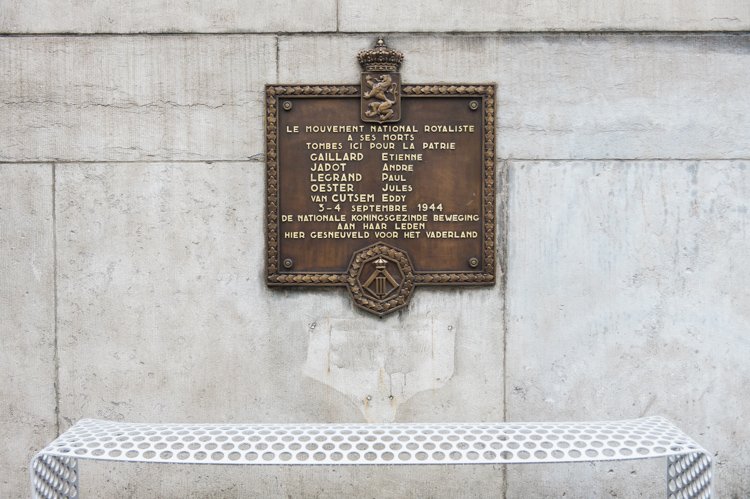 LE MOUVEMENT NATIONAL ROYALISTE
A SES MORTS
TOMBES ICI POUR LA PATRIE
GAILLARD ETIENNE
JADOT ANDRE
LEGRAND PAUL
OESTER JULES
VAN CUTSEM EDDY
3-4 SEPTEMBRE 1944
DE NATIONALE KONINGSGEZINDE BEWEGING
AAN HAAR LEDEN
HIER GESNEUVELD VOOR HET VADERLAND